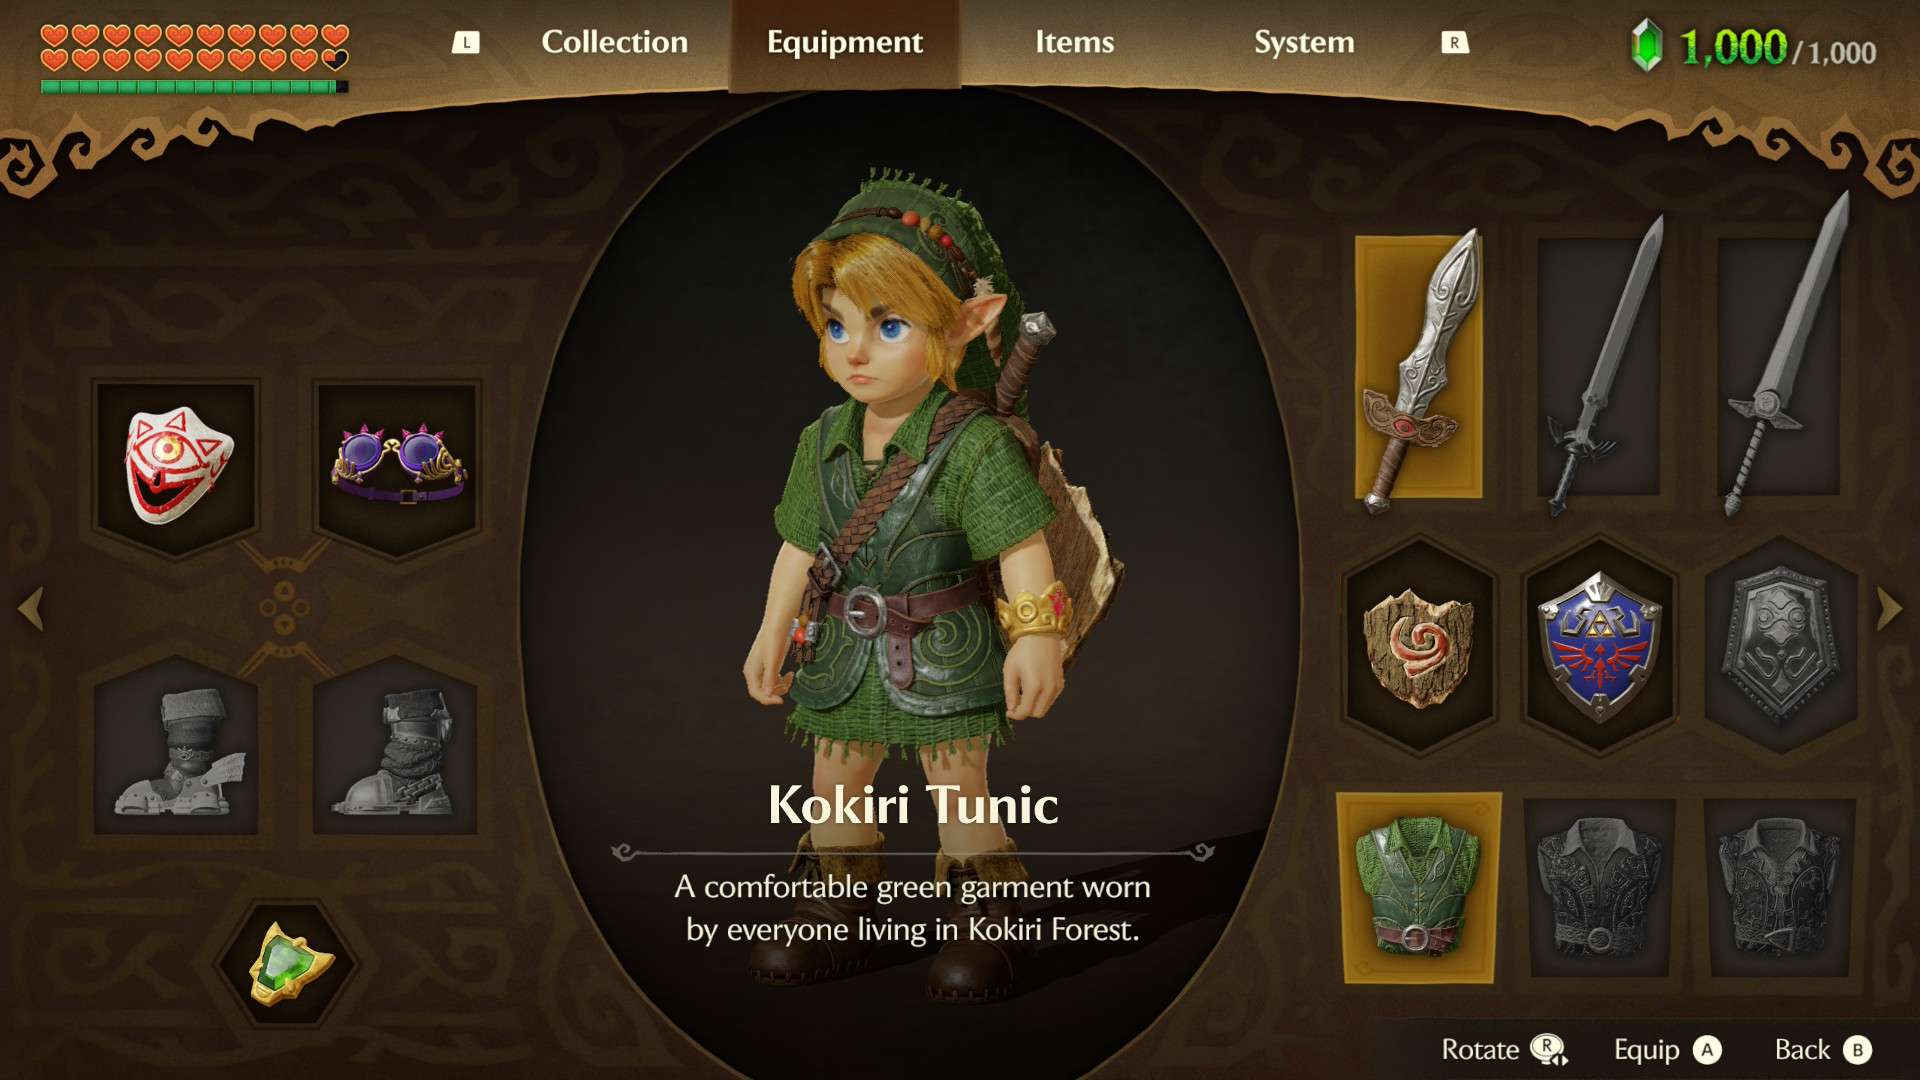 L
Collection
Equipment
Items
System
R
1,000/1,000
Kokiri Tunic
A comfortable green garment worn
by everyone living in Kokiri Forest.
Rotate R
Equip A
Back B